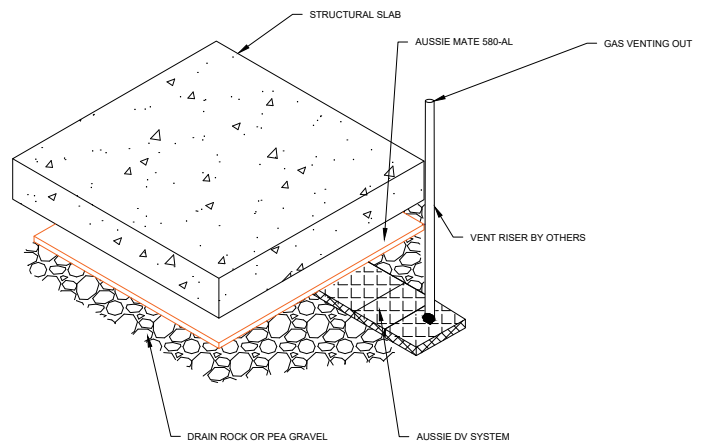 STRUCTURAL SLAB
AUSSIE MATE 580-AL
GAS VENTING OUT
VENT RISER BY OTHERS
DRAIN ROCK OR PEA GRAVEL
AUSSIE DV SYSTEM